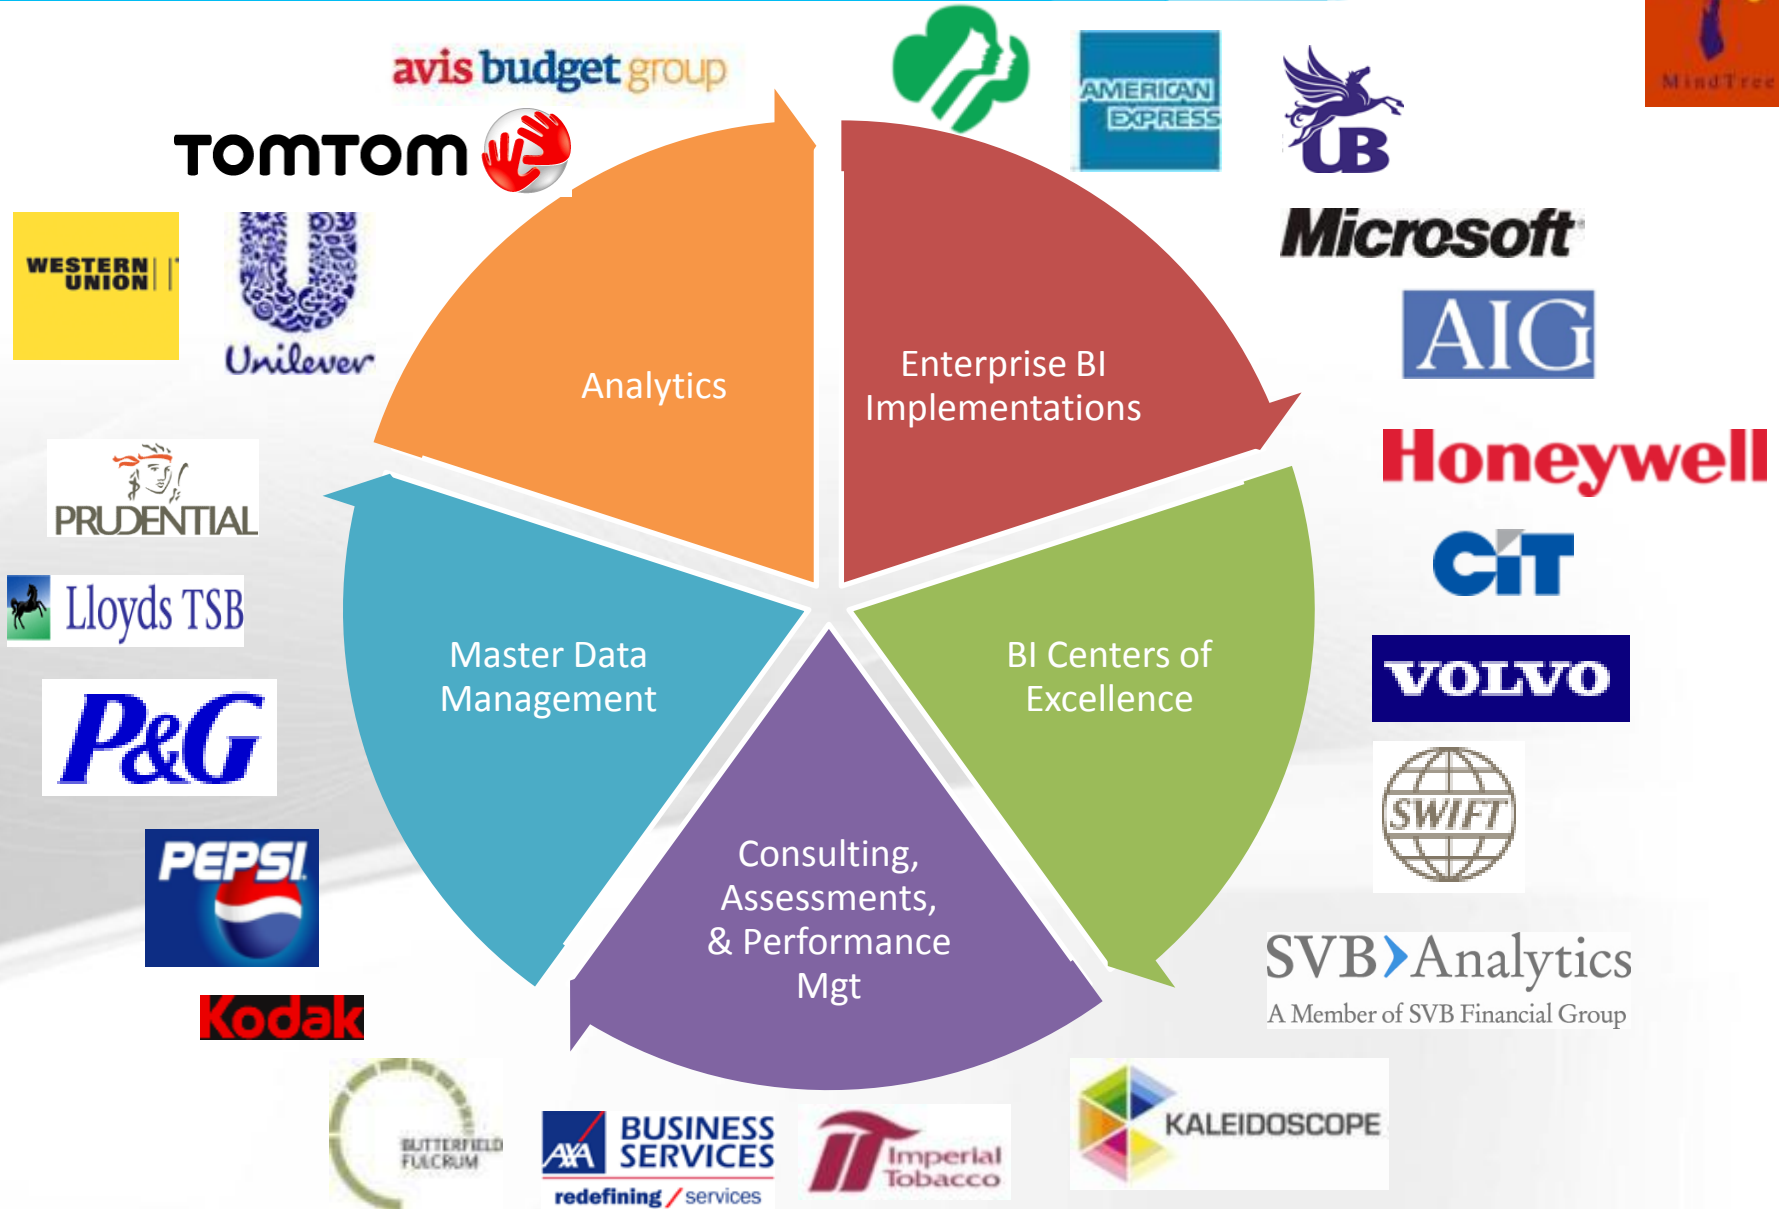 MindTree
avis budget group
AMERICAN
EXPRESS
UB
TOMTOM
Microsoft
WESTERN
UNION
Unilever
AIG
Analytics
Enterprise BI
Implementations
Honeywell
PRUDENTIAL
CiT
Lloyds TSB
Master Data
Management
BI Centers of
Excellence
VOLVO
P&G
SWIFT
PEPSI
Consulting,
Assessments,
& Performance
Mgt
SVB>Analytics
A Member of SVB Financial Group
Kodak
BUTTERFIELD
FULCRUM
AXA
BUSINESS
SERVICES
redefining / services
Imperial
Tobacco
KALEIDOSCOPE